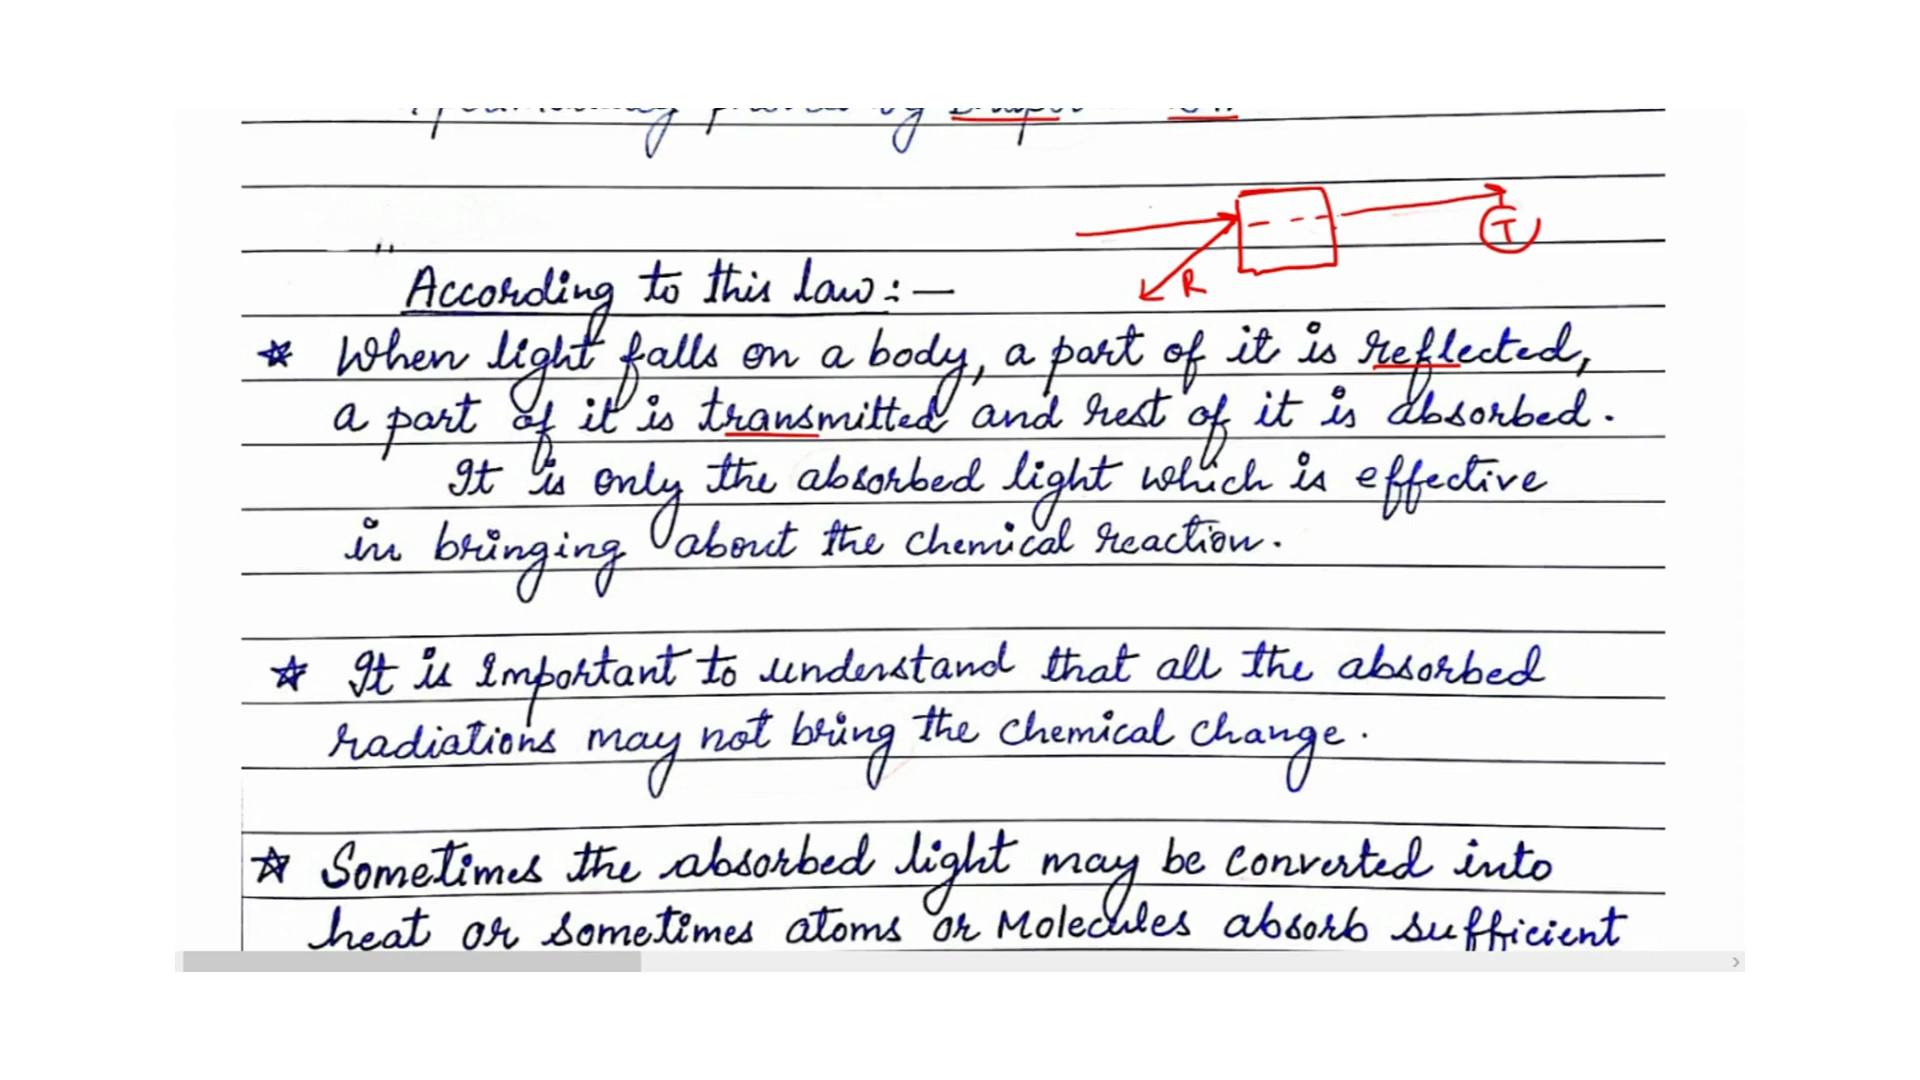 by
T
R
According to this law:—
☆ When light falls on a body, a part of it is reflected,
a part of it is transmitted and rest of it is absorbed.
It is only the absorbed light which is effective
in bringing about the chemical reaction.
☆ It is important to understand that all the absorbed
radiations may not bring the chemical change.
☆ Sometimes the absorbed light may be converted into
heat or sometimes atoms or molecules absorb sufficient